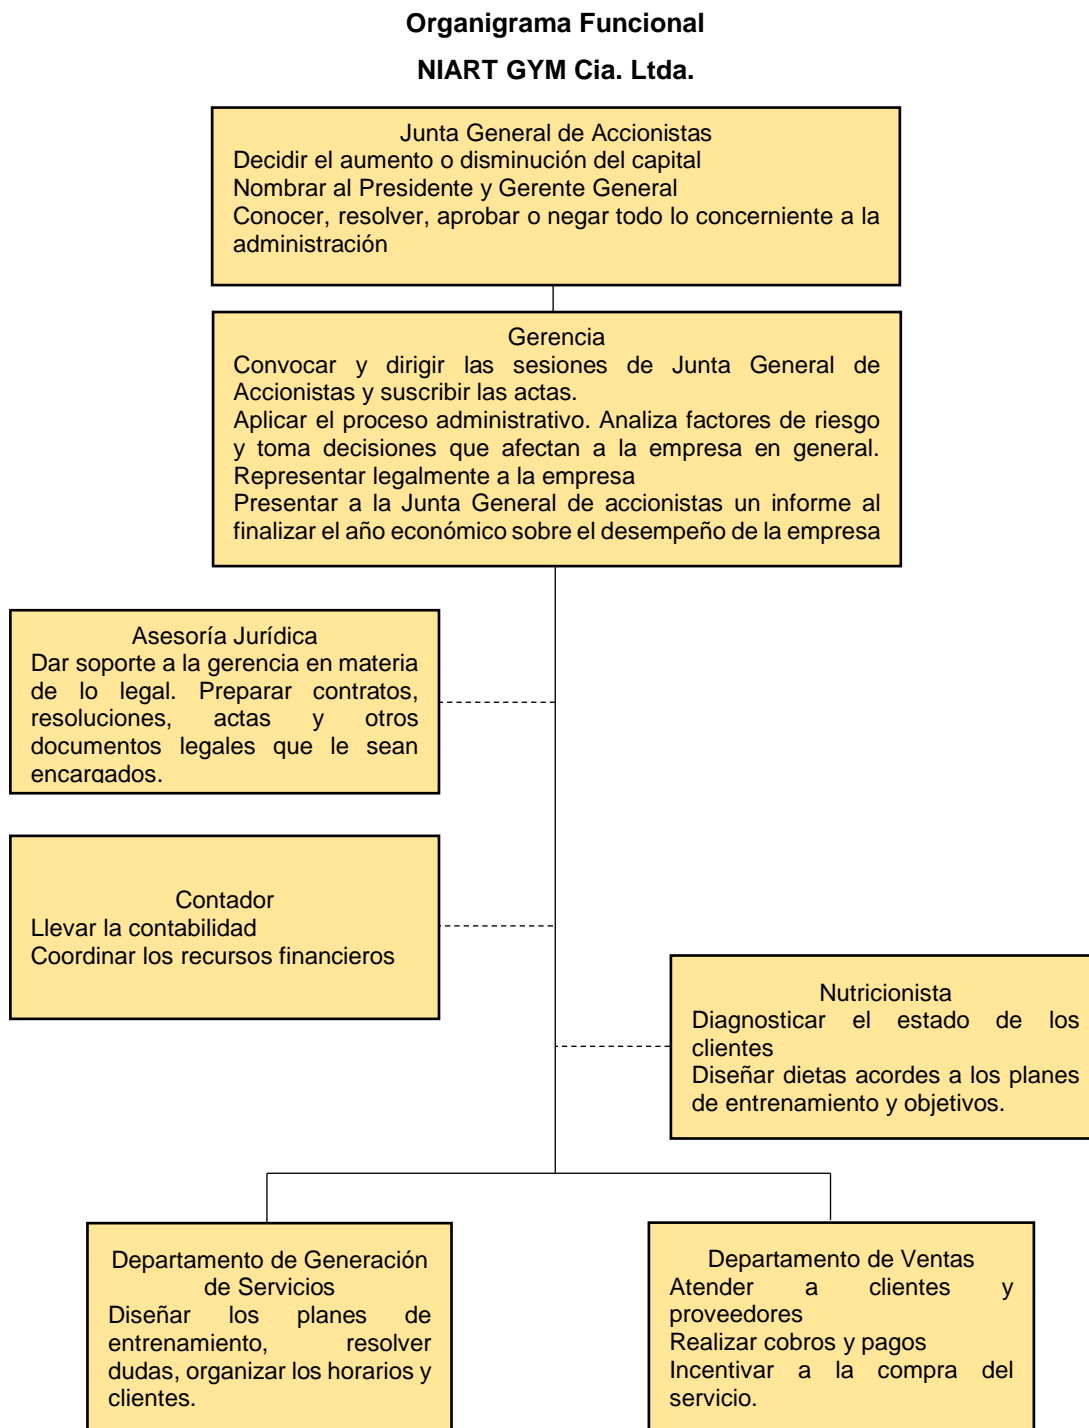 Organigrama Funcional
NIART GYM Cia. Ltda.
Junta General de Accionistas
Decidir el aumento o disminución del capital
Nombrar al Presidente y Gerente General
Conocer, resolver, aprobar o negar todo lo concerniente a la
administración
Gerencia
Convocar y dirigir las sesiones de Junta General de
Accionistas y suscribir las actas.
Aplicar el proceso administrativo. Analiza factores de riesgo
y toma decisiones que afectan a la empresa en general.
Representar legalmente a la empresa
Presentar a la Junta General de accionistas un informe al
finalizar el año económico sobre el desempeño de la empresa
Asesoría Jurídica
Dar soporte a la gerencia en materia
de lo legal. Preparar contratos,
resoluciones, actas y otros
documentos legales que le sean
encargados.
Contador
Llevar la contabilidad
Coordinar los recursos financieros
Nutricionista
Diagnosticar el estado de los
clientes
Diseñar dietas acordes a los planes
de entrenamiento y objetivos.
Departamento de Generación
de Servicios
Diseñar los planes de
entrenamiento, resolver
dudas, organizar los horarios y
clientes.
Departamento de Ventas
Atender a clientes y
proveedores
Realizar cobros y pagos
Incentivar a la compra del
servicio.